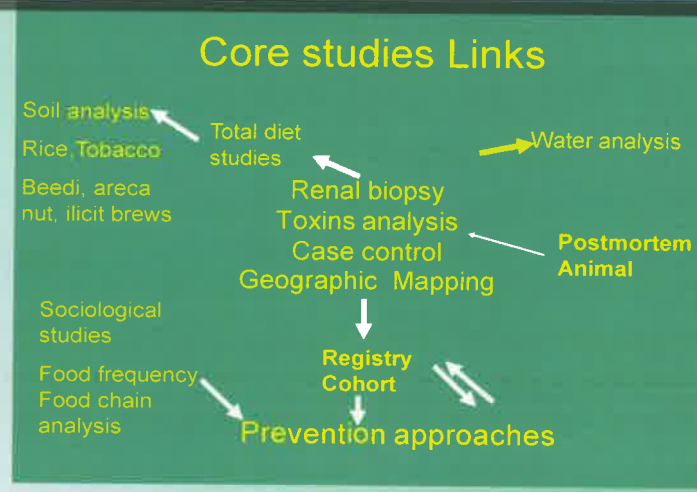 Core studies Links
Soil analysis
Rice, Tobacco
Beedi, areca
nut, ilicit brews
Total diet
studies
Water analysis
Renal biopsy
Toxins analysis
Case control
Geographic Mapping
Postmortem
Animal
Sociological
studies
Food frequency
Food chain
analysis
Registry
Cohort
Prevention approaches